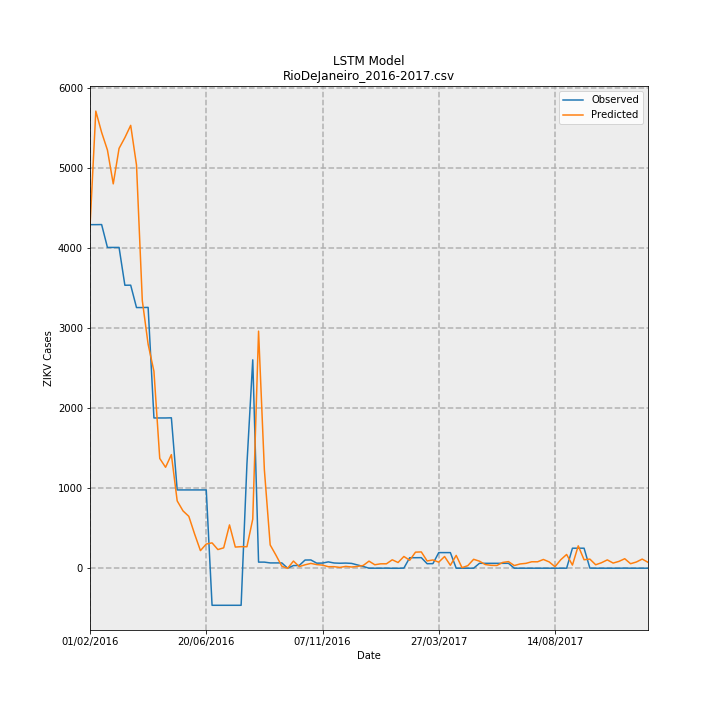 LSTM Model
RioDeJaneiro_2016-2017.csv
Observed
Predicted
6000
5000
4000
3000
2000
1000
0
ZIKV Cases
01/02/2016
20/06/2016
07/11/2016
27/03/2017
14/08/2017
Date